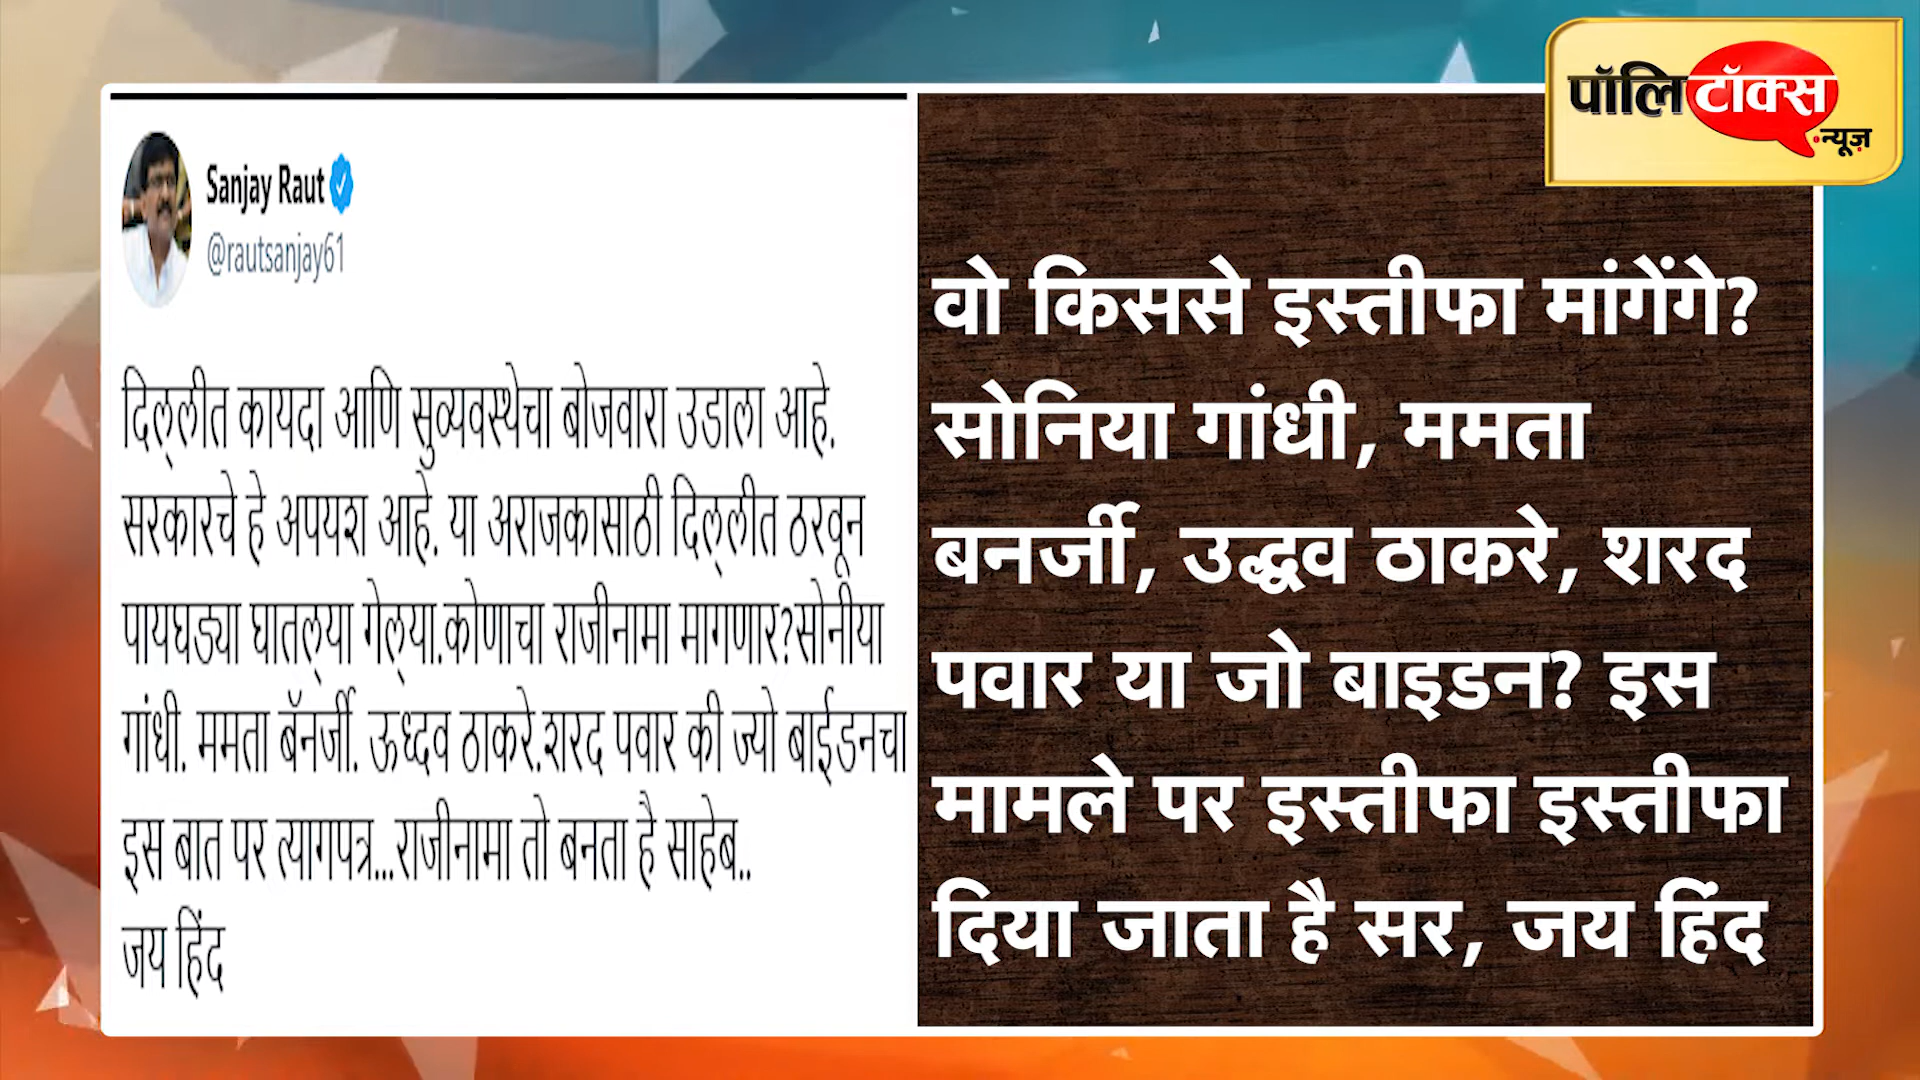 पॉलिटॉक्स
न्यूज़
Sanjay Raut
@rautsanjay61
दिल्लीत कायदा आणि सुव्यवस्थेचा बोजवारा उडाला आहे.
सरकारचे हे अपयश आहे. या अराजकासाठी दिल्लीत ठरवून
पायघड्या घातल्या गेल्या.कोणाचा राजीनामा मागणार?सोनीया
गांधी. ममता बॅनर्जी. ऊध्दव ठाकरे.शरद पवार की ज्यो बाईडनचा
इस बात पर त्यागपत्र...राजीनामा तो बनता है साहेब..
जय हिंद
वो किससे इस्तीफा मांगेंगे?
सोनिया गांधी, ममता
बनर्जी, उद्धव ठाकरे, शरद
पवार या जो बाइडन? इस
मामले पर इस्तीफा इस्तीफा
दिया जाता है सर, जय हिंद